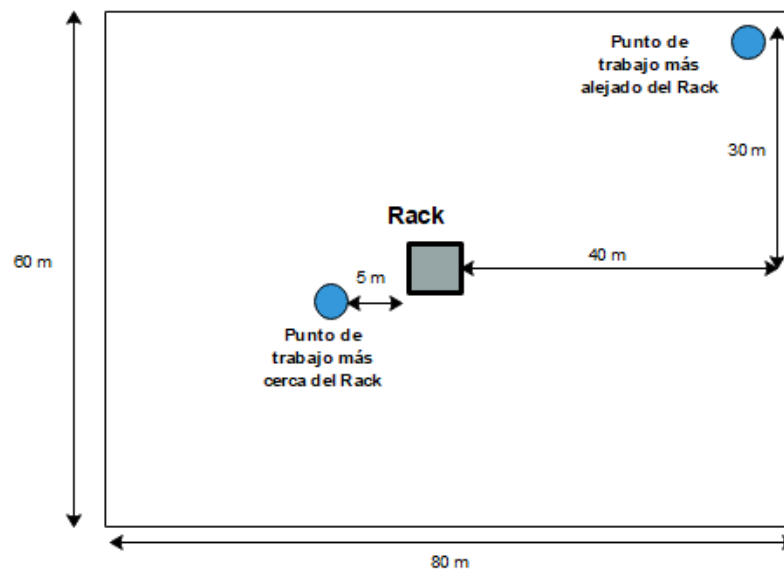 Punto de
trabajo más
alejado del Rack
30 m
Rack
60 m
40 m
5 m
Punto de
trabajo más
cerca del Rack
80 m